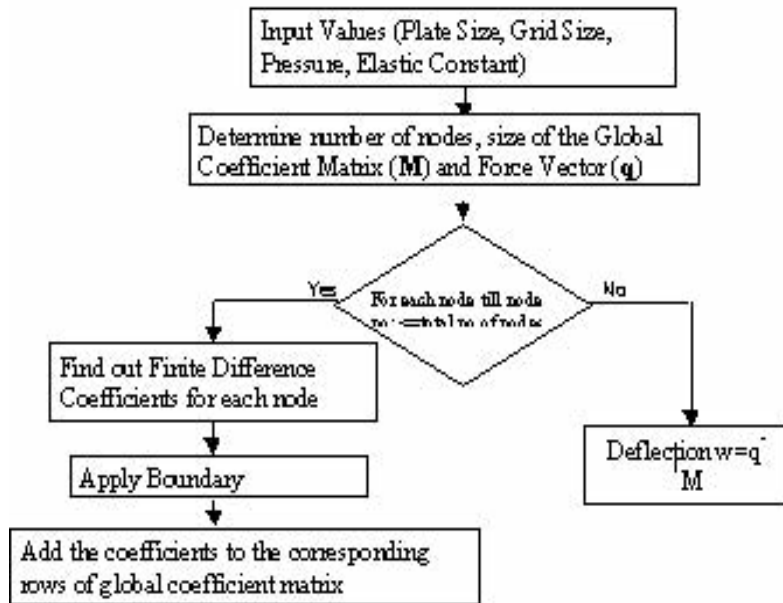 Input Values (Plate Size, Grid Size,
Pressure, Elastic Constant)
Determine number of nodes, size of the Global
Coefficient Matrix (M) and Force Vector (q)
For each node till node
no: <=total no of nodes
Yes
No
Find out Finite Difference
Coefficients for each node
Apply Boundary
Add the coefficients to the corresponding
rows of global coefficient matrix
Deflection w=q
M